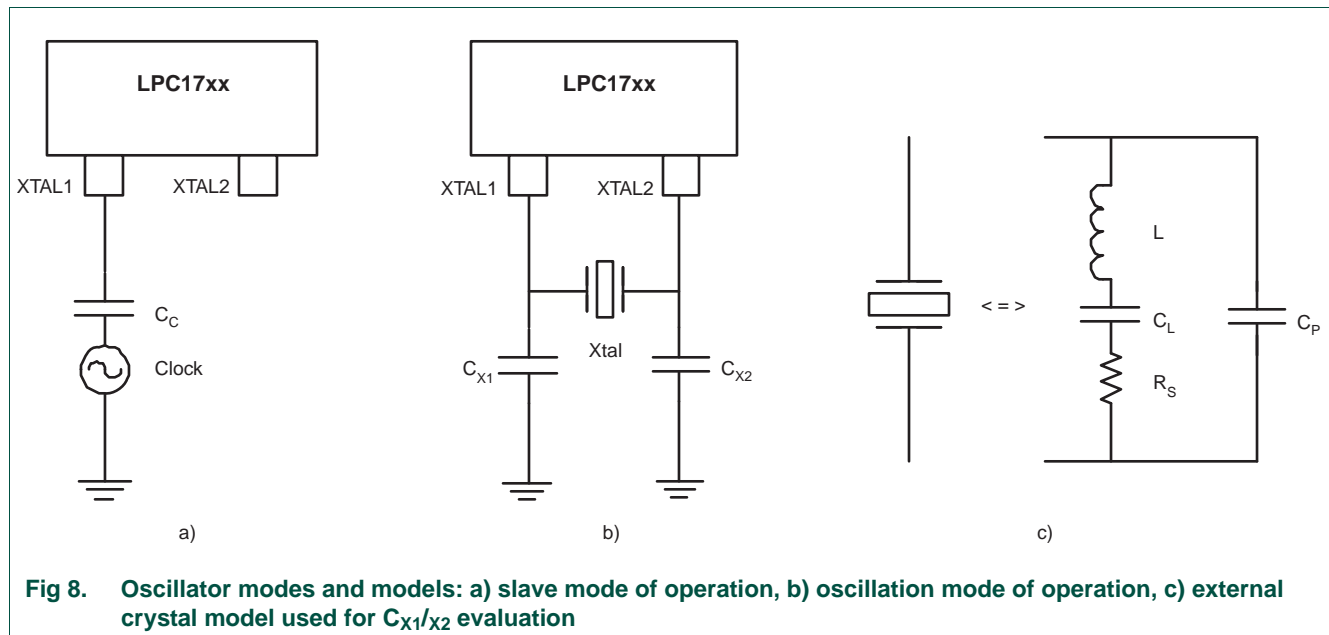 LPC17xx
XTAL1
XTAL2
C_C
Clock
a)
LPC17xx
XTAL1
XTAL2
Xtal
C_X1
C_X2
b)
< = >
L
C_L
R_S
C_P
c)
Fig 8. Oscillator modes and models: a) slave mode of operation, b) oscillation mode of operation, c) external
crystal model used for C_X1/X2 evaluation